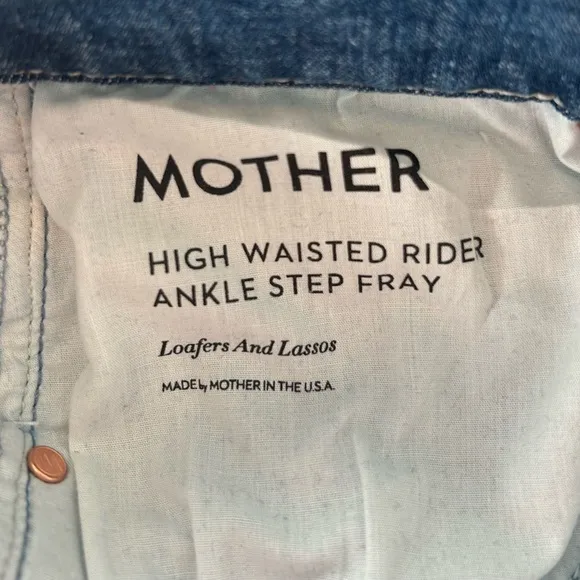 MOTHER
HIGH WAISTED RIDER
ANKLE STEP FRAY
Loafers And Lassos
MADE by MOTHER IN THE U.S.A.